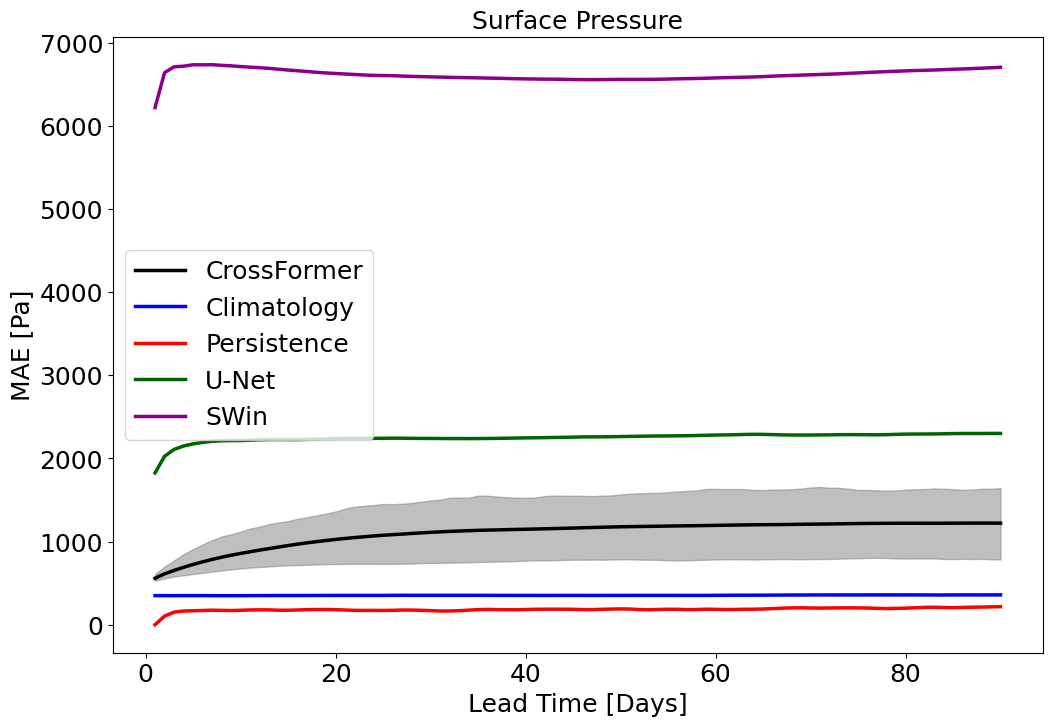 Surface Pressure
MAE [Pa]
7000
6000
5000
4000
3000
2000
1000
0
CrossFormer
Climatology
Persistence
U-Net
SWin
0 20 40 60 80
Lead Time [Days]